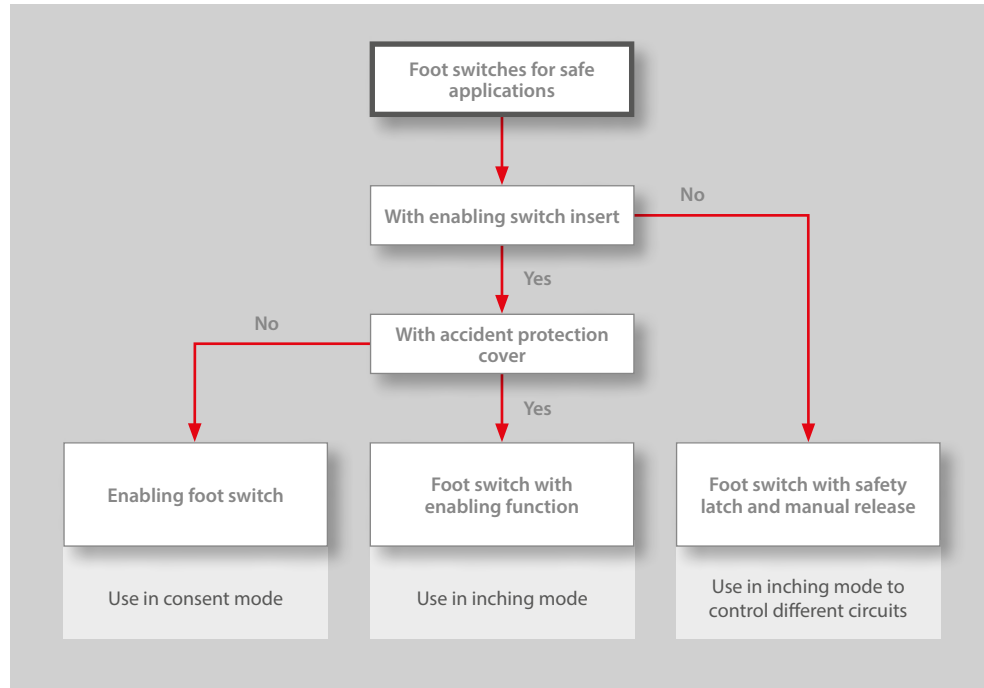 Foot switches for safe
applications
With enabling switch insert
No
Yes
No
With accident protection
cover
Yes
Enabling foot switch
Foot switch with
enabling function
Foot switch with safety
latch and manual release
Use in consent mode
Use in inching mode
Use in inching mode to
control different circuits